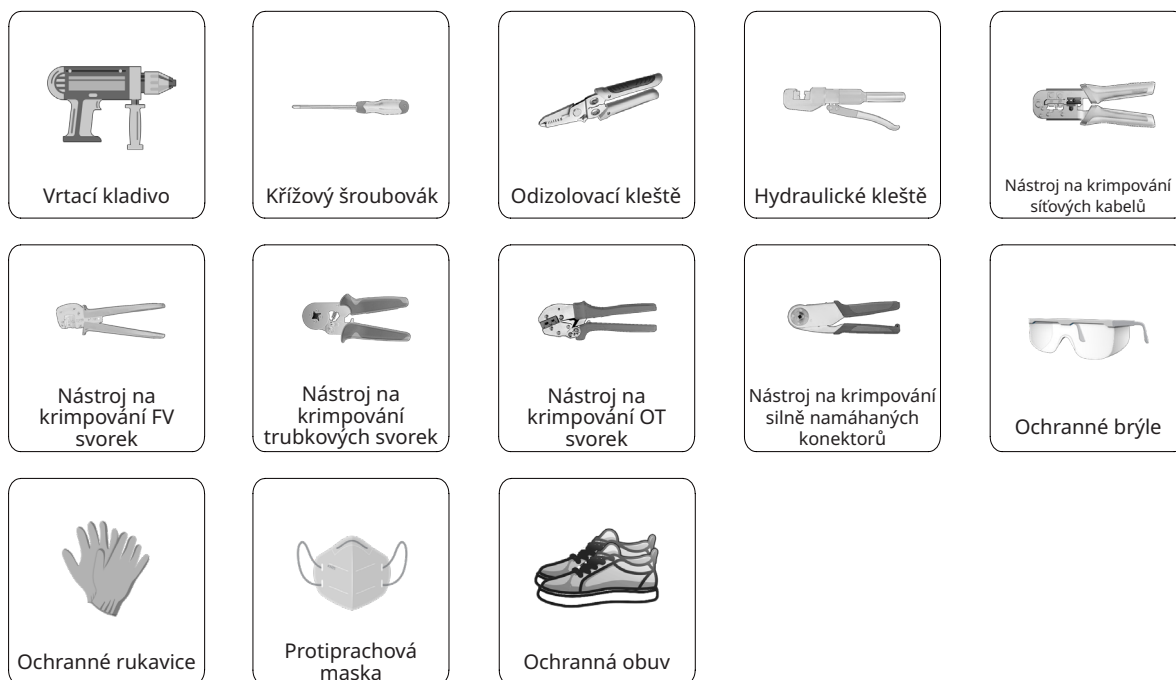 Vrtací kladivo
Křížový šroubovák
Odizolovací kleště
Hydraulické kleště
Nástroj na krimpování
síťových kabelů
Nástroj na
krimpování FV
svorek
Nástroj na
krimpování
trubkových svorek
Nástroj na
krimpování OT
svorek
Nástroj na krimpování
silně namáhaných
konektorů
Ochranné brýle
Ochranné rukavice
Protiprachová
maska
Ochranná obuv